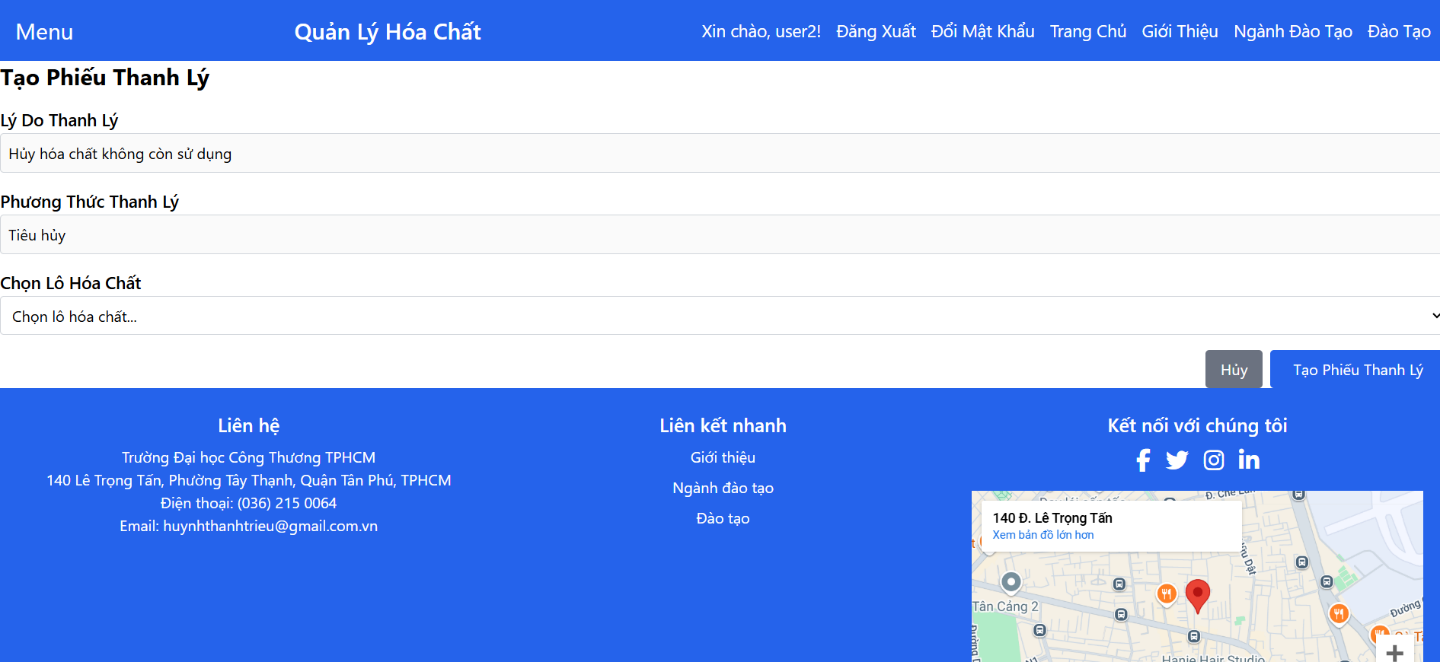 Menu
Quản Lý Hóa Chất
Xin chào, user2! Đăng Xuất Đổi Mật Khẩu Trang Chủ Giới Thiệu Ngành Đào Tạo Đào Tạo
Tạo Phiếu Thanh Lý
Lý Do Thanh Lý
Hủy hóa chất không còn sử dụng
Phương Thức Thanh Lý
Tiêu hủy
Chọn Lô Hóa Chất
Chọn lô hóa chất...
Hủy
Tạo Phiếu Thanh Lý
Liên hệ
Trường Đại học Công Thương TPHCM
140 Lê Trọng Tấn, Phường Tây Thạnh, Quận Tân Phú, TPHCM
Điện thoại: (036) 215 0064
Email: huynhthanhtrieu@gmail.com.vn
Liên kết nhanh
Giới thiệu
Ngành đào tạo
Đào tạo
Kết nối với chúng tôi
140 Đ. Lê Trọng Tấn
Xem bản đồ lớn hơn
Tân Cảng 2
Hanie Hair Studio